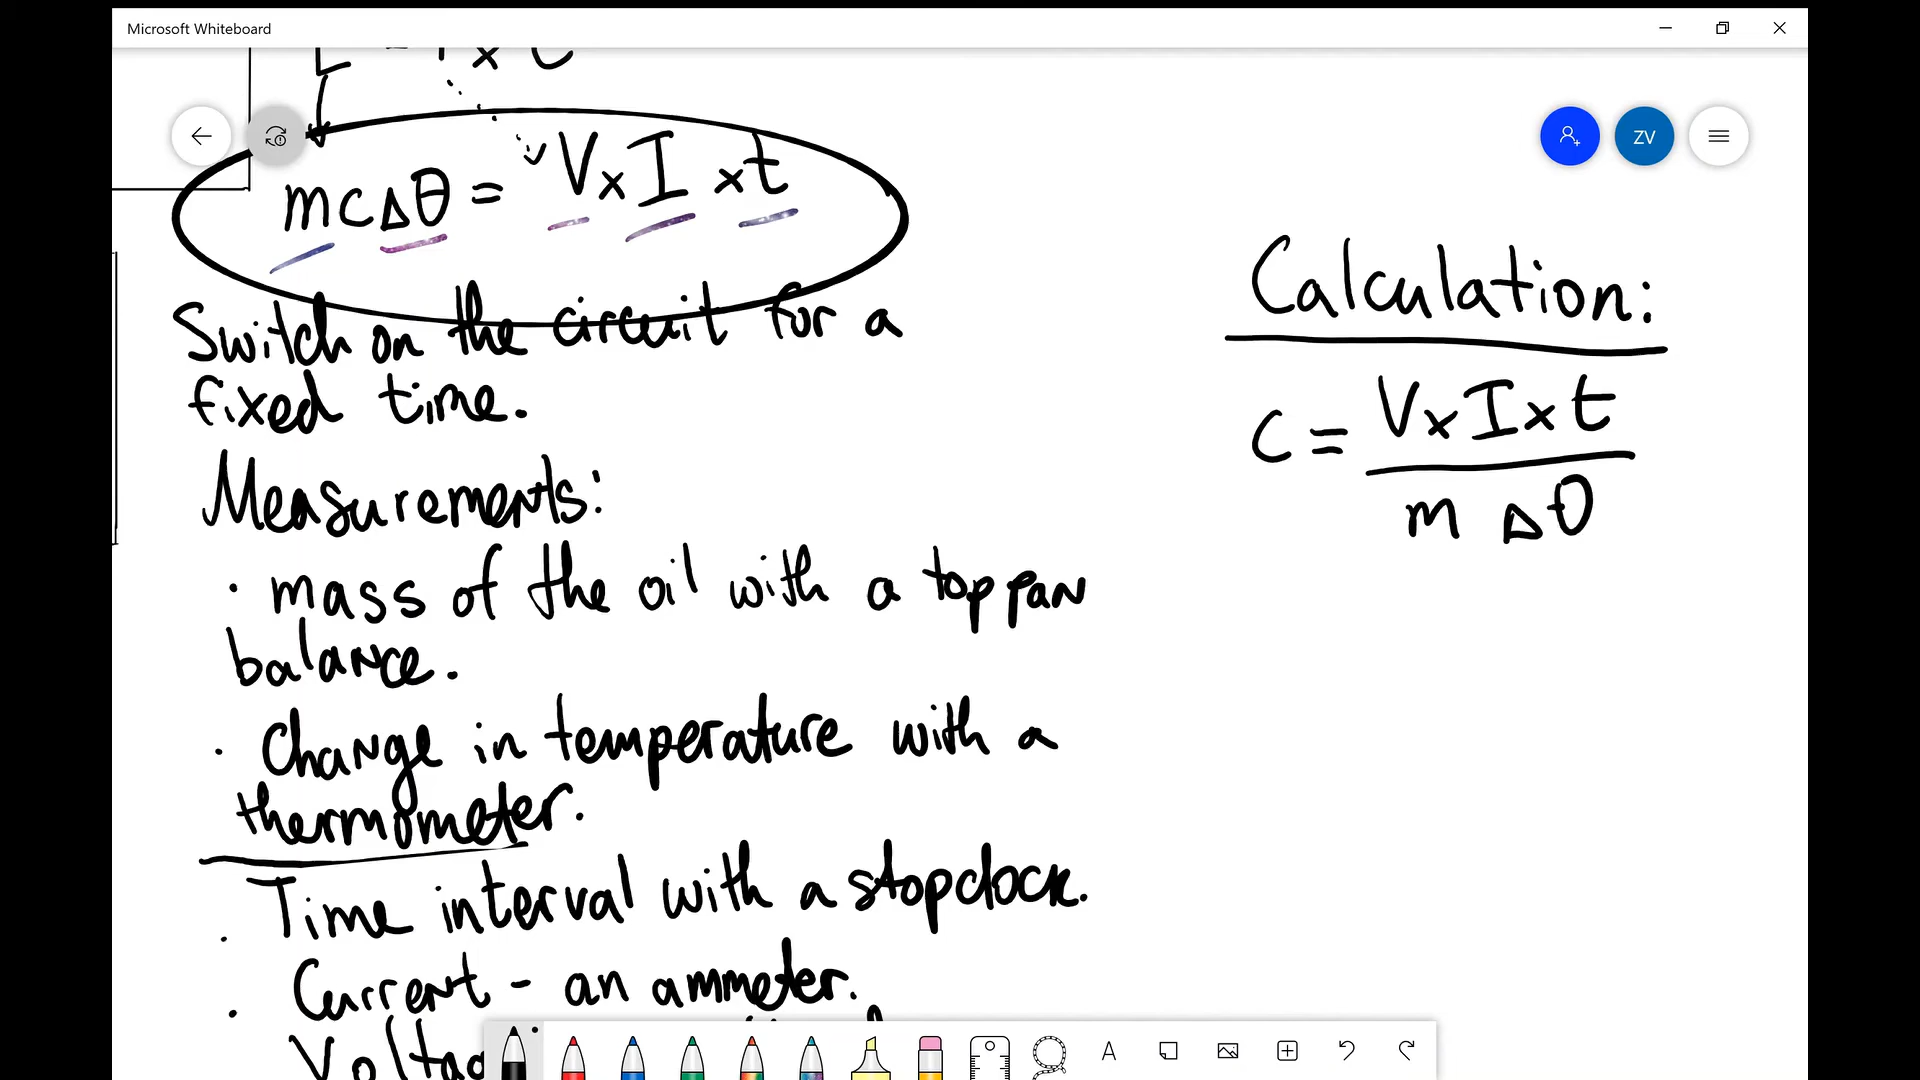 Microsoft Whiteboard
mcΔθ = V x I x t
Switch on the circuit for a
fixed time.
Measurements:
· mass of the oil with a top pan
balance.
· Change in temperature with a
thermometer.
· Time interval with a stopclock.
· Current - an ammeter.
ZV
Calculation:
c = V x I x t
m Δθ
A